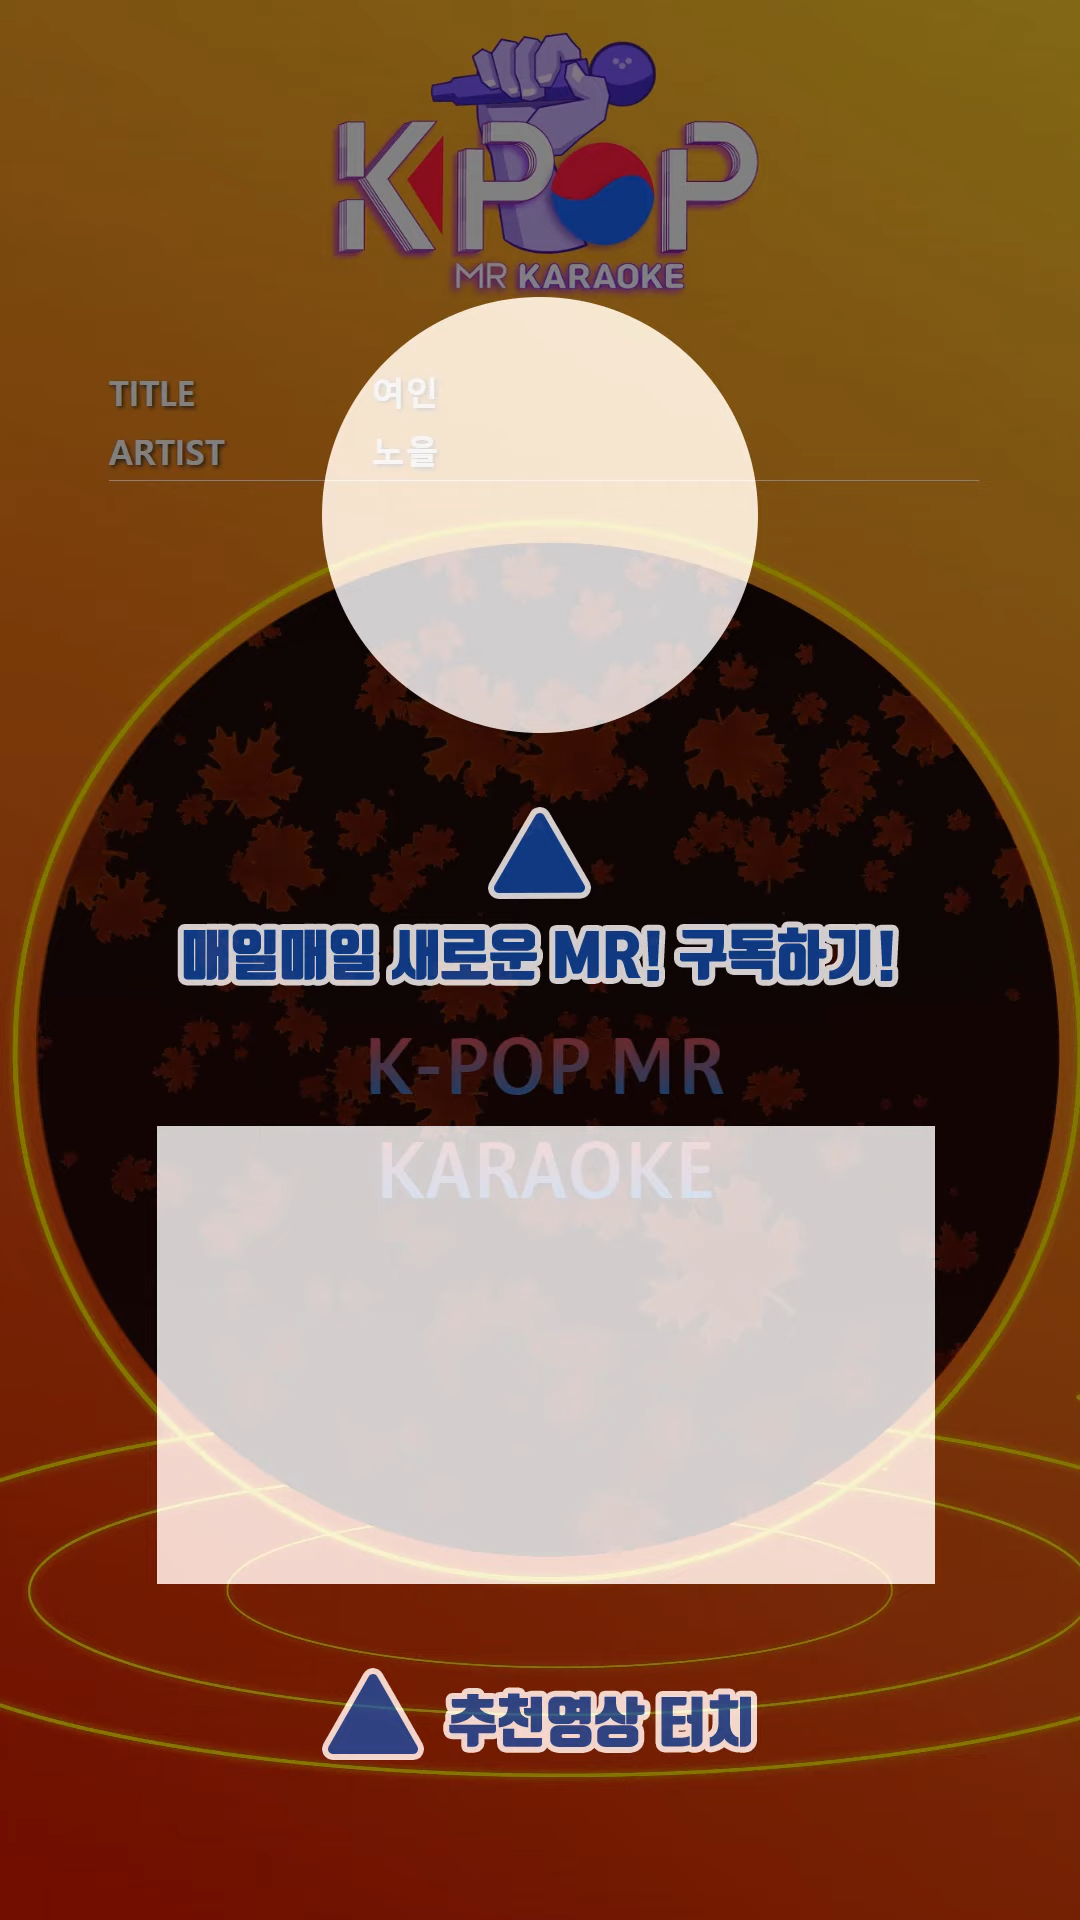 KPOP
MR KARAOKE
TITLE 여인
ARTIST 노을
매일매일 새로운 MR! 구독하기!
K-POP MR
KARAOKE
추천영상 터치